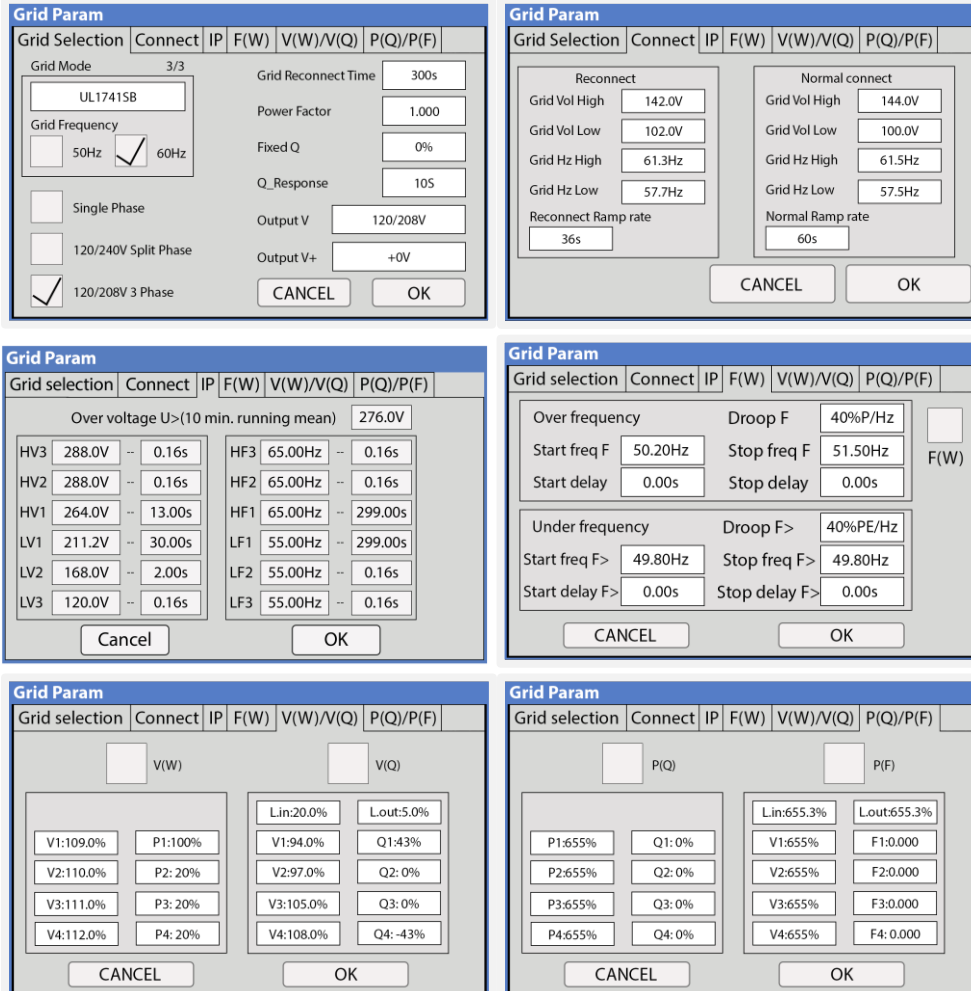 Grid Param
Grid Selection Connect IP F(W) V(W)/V(Q) P(Q)/P(F)
Grid Mode 3/3
UL1741SB
Grid Frequency
50Hz 60Hz
Single Phase
120/240V Split Phase
120/208V 3 Phase
Grid Reconnect Time 300s
Power Factor 1.000
Fixed Q 0%
Q_Response 10S
Output V 120/208V
Output V+ +0V
CANCEL OK
Grid Param
Grid Selection Connect IP F(W) V(W)/V(Q) P(Q)/P(F)
Reconnect
Grid Vol High 142.0V
Grid Vol Low 102.0V
Grid Hz High 61.3Hz
Grid Hz Low 57.7Hz
Reconnect Ramp rate
36s
Normal connect
Grid Vol High 144.0V
Grid Vol Low 100.0V
Grid Hz High 61.5Hz
Grid Hz Low 57.5Hz
Normal Ramp rate
60s
CANCEL OK
Grid Param
Grid selection Connect IP F(W) V(W)/V(Q) P(Q)/P(F)
Over voltage U>(10 min. running mean) 276.0V
HV3 288.0V -- 0.16s HF3 65.00Hz -- 0.16s
HV2 288.0V -- 0.16s HF2 65.00Hz -- 0.16s
HV1 264.0V -- 13.00s HF1 65.00Hz -- 299.00s
LV1 211.2V -- 30.00s LF1 55.00Hz -- 299.00s
LV2 168.0V -- 2.00s LF2 55.00Hz -- 0.16s
LV3 120.0V -- 0.16s LF3 55.00Hz -- 0.16s
Cancel OK
Grid Param
Grid selection Connect IP F(W) V(W)/V(Q) P(Q)/P(F)
Over frequency Droop F 40%P/Hz
Start freq F 50.20Hz Stop freq F 51.50Hz
Start delay 0.00s Stop delay 0.00s
F(W)
Under frequency Droop F> 40%PE/Hz
Start freq F> 49.80Hz Stop freq F> 49.80Hz
Start delay F> 0.00s Stop delay F> 0.00s
CANCEL OK
Grid Param
Grid selection Connect IP F(W) V(W)/V(Q) P(Q)/P(F)
V(W) V(Q)
L.in:20.0% L.out:5.0%
V1:109.0% P1:100% V1:94.0% Q1:43%
V2:110.0% P2: 20% V2:97.0% Q2: 0%
V3:111.0% P3: 20% V3:105.0% Q3: 0%
V4:112.0% P4: 20% V4:108.0% Q4: -43%
CANCEL OK
Grid Param
Grid selection Connect IP F(W) V(W)/V(Q) P(Q)/P(F)
P(Q) P(F)
L.in:655.3% L.out:655.3%
P1:655% Q1: 0% V1:655% F1:0.000
P2:655% Q2: 0% V2:655% F2:0.000
P3:655% Q3: 0% V3:655% F3:0.000
P4:655% Q4: 0% V4:655% F4: 0.000
CANCEL OK